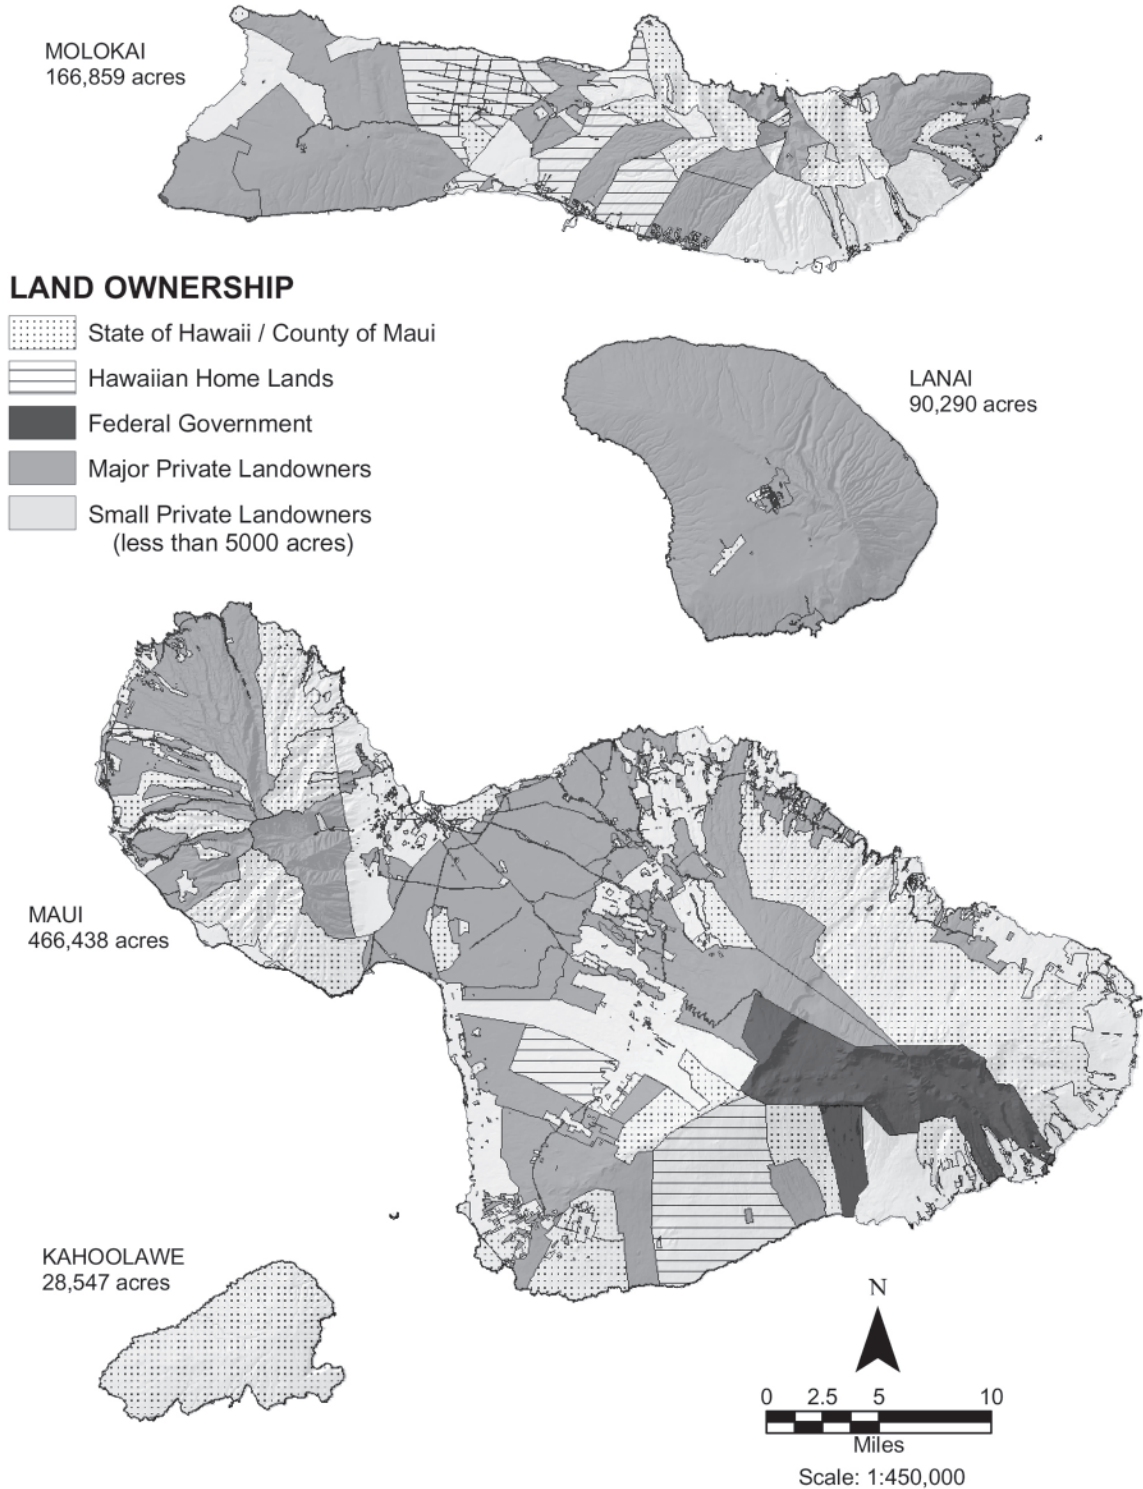 MOLOKAI
166,859 acres
LAND OWNERSHIP
State of Hawaii / County of Maui
Hawaiian Home Lands
Federal Government
Major Private Landowners
Small Private Landowners
(less than 5000 acres)
LANAI
90,290 acres
MAUI
466,438 acres
KAHOOLAWE
28,547 acres
N
0 2.5 5 10
Miles
Scale: 1:450,000